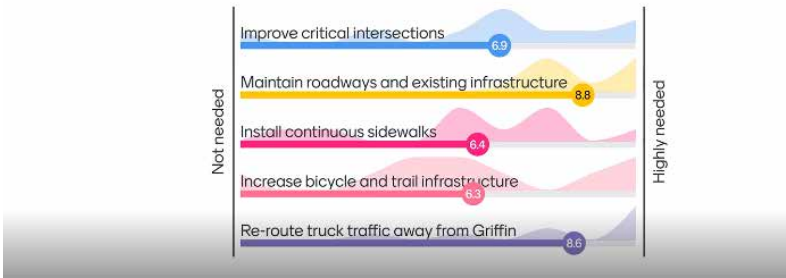 Improve critical intersections
6.9
Maintain roadways and existing infrastructure
8.8
Install continuous sidewalks
6.4
Increase bicycle and trail infrastructure
6.3
Re-route truck traffic away from Griffin
8.6
Not needed
Highly needed